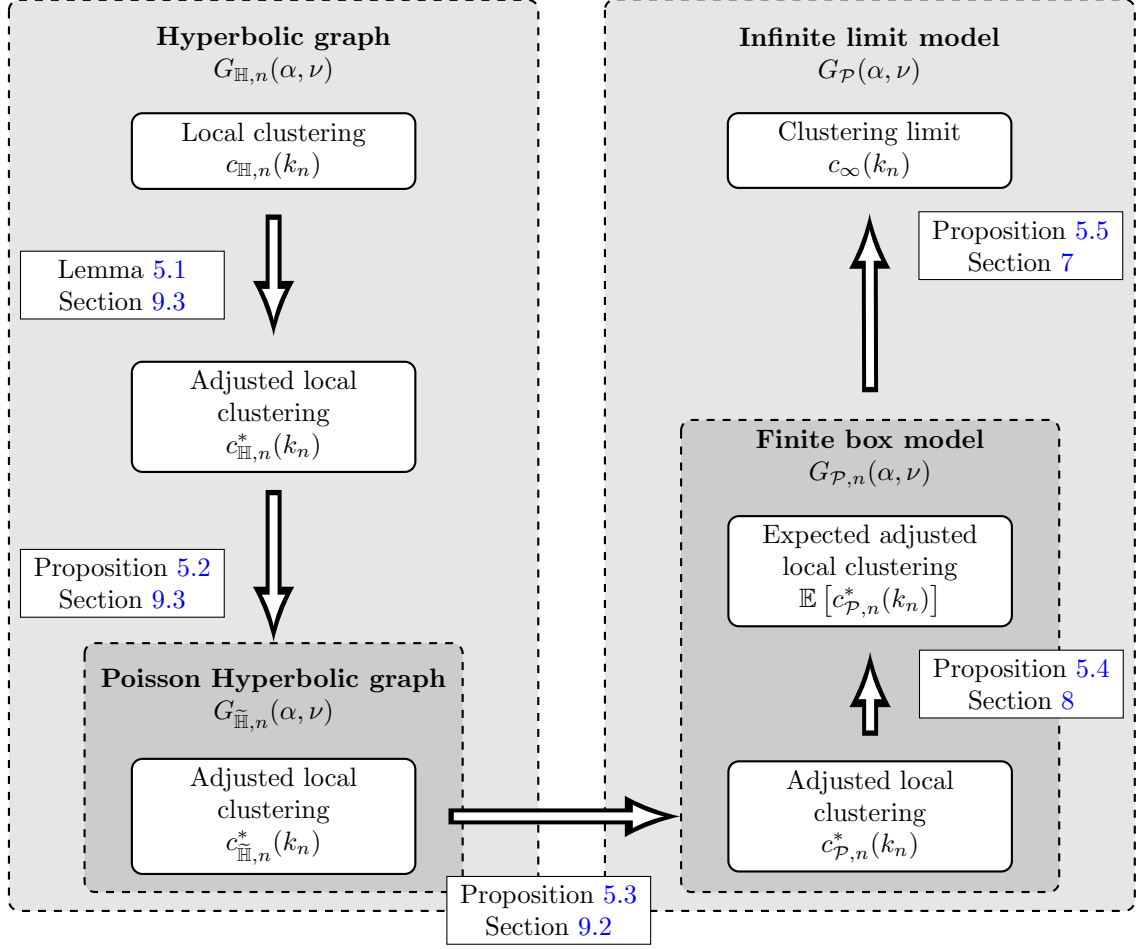 Hyperbolic graph
G_{ℍ,n}(α, ν)
Local clustering
c_{ℍ,n}(k_n)
Lemma 5.1
Section 9.3
Adjusted local
clustering
c^*_{ℍ,n}(k_n)
Proposition 5.2
Section 9.3
Poisson Hyperbolic graph
G_{\widetilde{ℍ},n}(α, ν)
Adjusted local
clustering
c^*_{\widetilde{ℍ},n}(k_n)
Proposition 5.3
Section 9.2
Infinite limit model
G_𝒫(α, ν)
Clustering limit
c_∞(k_n)
Proposition 5.5
Section 7
Finite box model
G_{𝒫,n}(α, ν)
Expected adjusted
local clustering
𝔼 [c^*_{𝒫,n}(k_n)]
Proposition 5.4
Section 8
Adjusted local
clustering
c^*_{𝒫,n}(k_n)